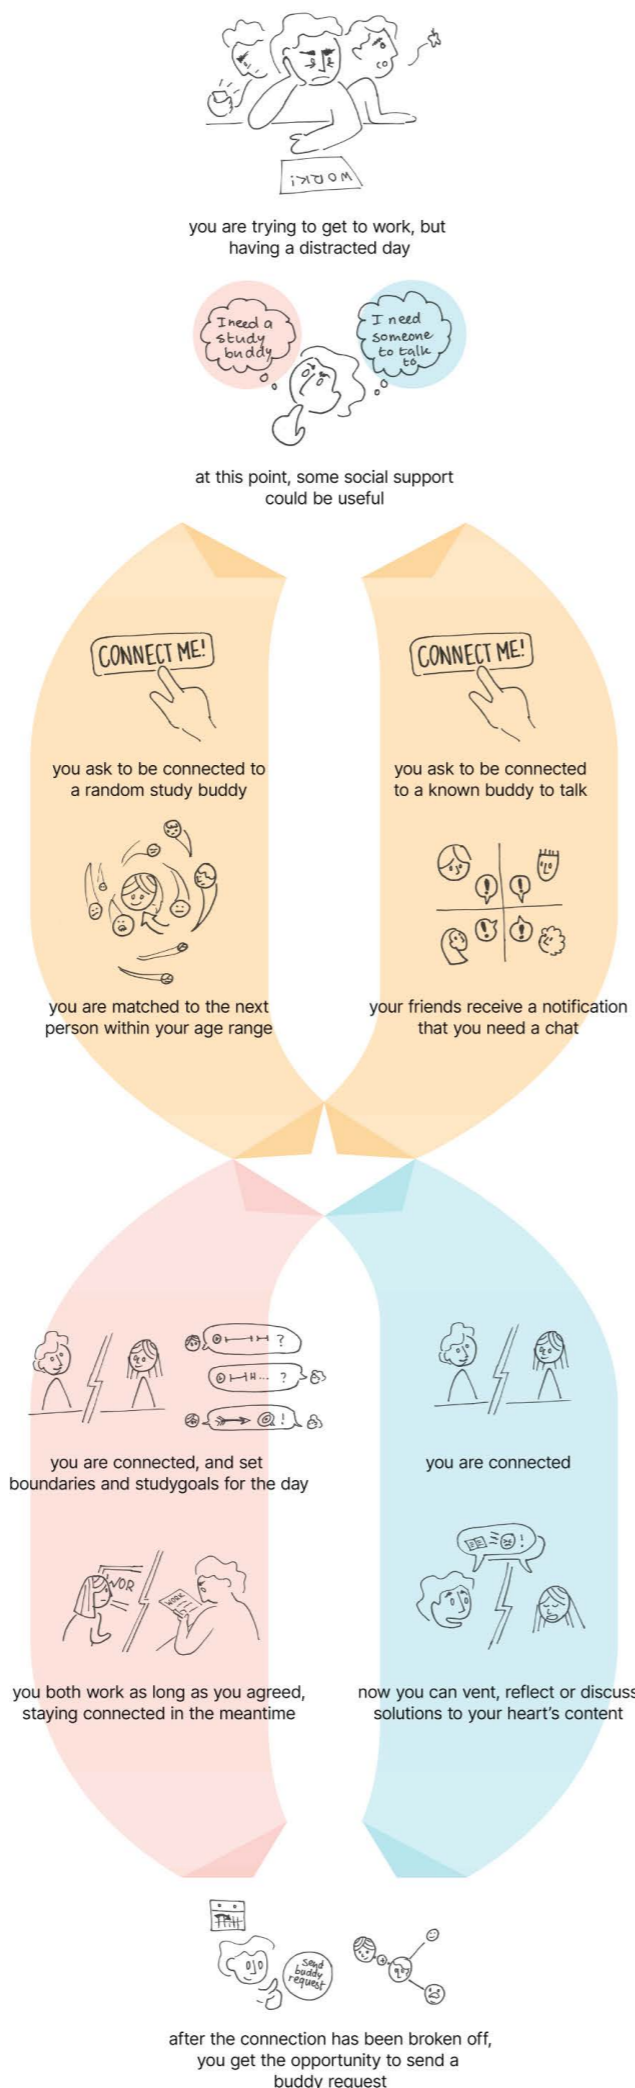 WORK!
you are trying to get to work, but
having a distracted day
I need a
study
buddy
I need
someone
to talk
to
at this point, some social support
could be useful
CONNECT ME!
you ask to be connected to
a random study buddy
you are matched to the next
person within your age range
CONNECT ME!
you ask to be connected
to a known buddy to talk
your friends receive a notification
that you need a chat
?
?
!
you are connected, and set
boundaries and studygoals for the day
WOR
WORK
you both work as long as you agreed,
staying connected in the meantime
you are connected
!
now you can vent, reflect or discuss
solutions to your heart's content
send
buddy
request
after the connection has been broken off,
you get the opportunity to send a
buddy request